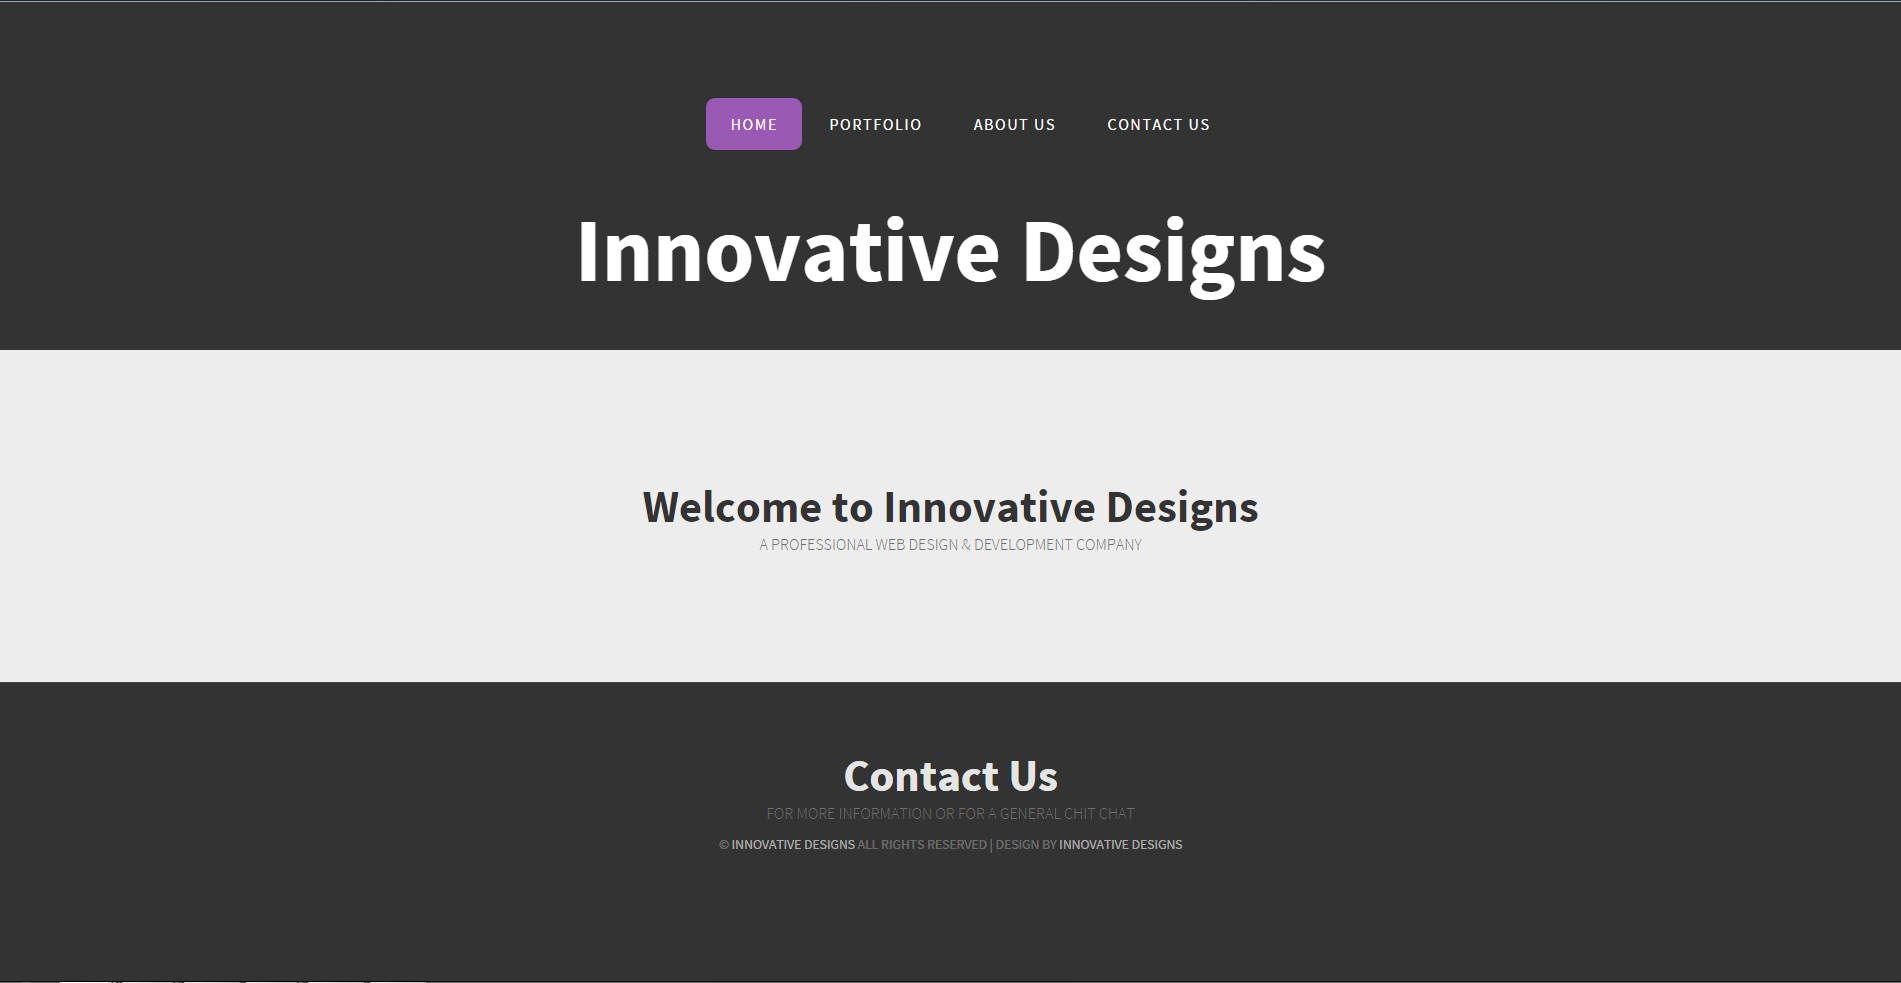 HOME PORTFOLIO ABOUT US CONTACT US
Innovative Designs
Welcome to Innovative Designs
A PROFESSIONAL WEB DESIGN & DEVELOPMENT COMPANY
Contact Us
FOR MORE INFORMATION OR FOR A GENERAL CHIT CHAT
© INNOVATIVE DESIGNS ALL RIGHTS RESERVED | DESIGN BY INNOVATIVE DESIGNS